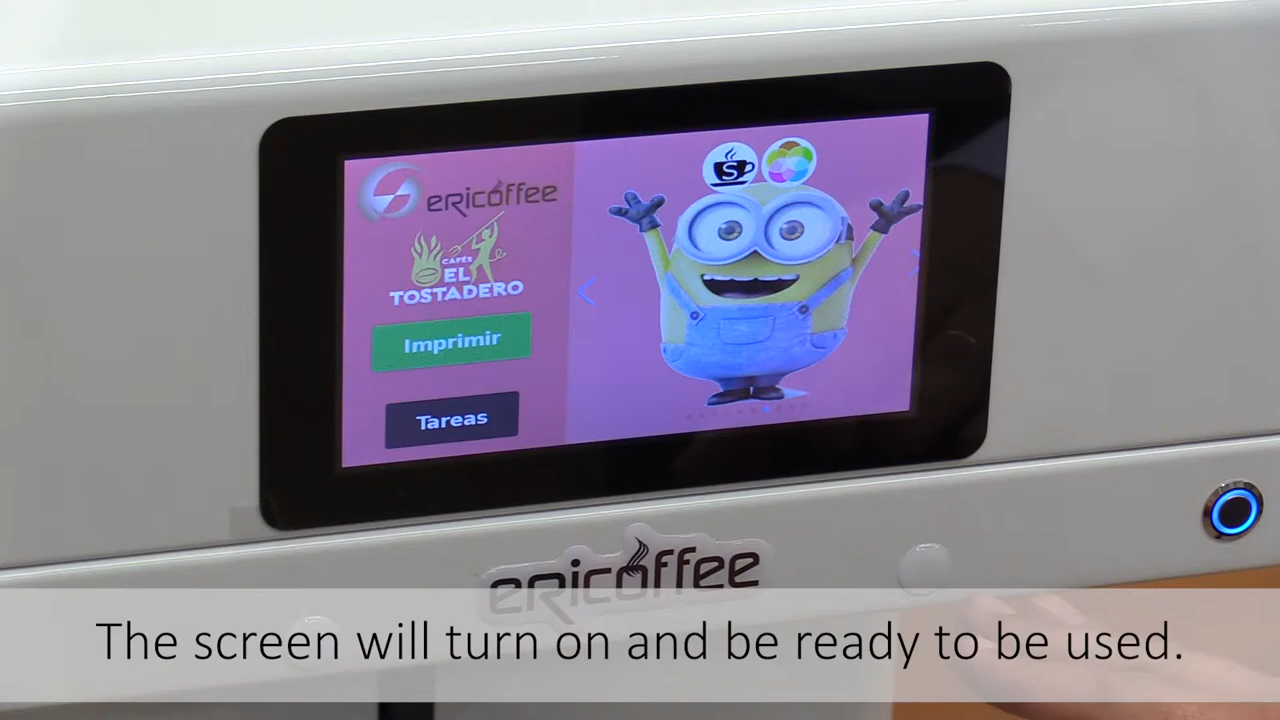 eRicoffee
CAFÉS
EL
TOSTADERO
Imprimir
Tareas
S
eRicoffee
The screen will turn on and be ready to be used.